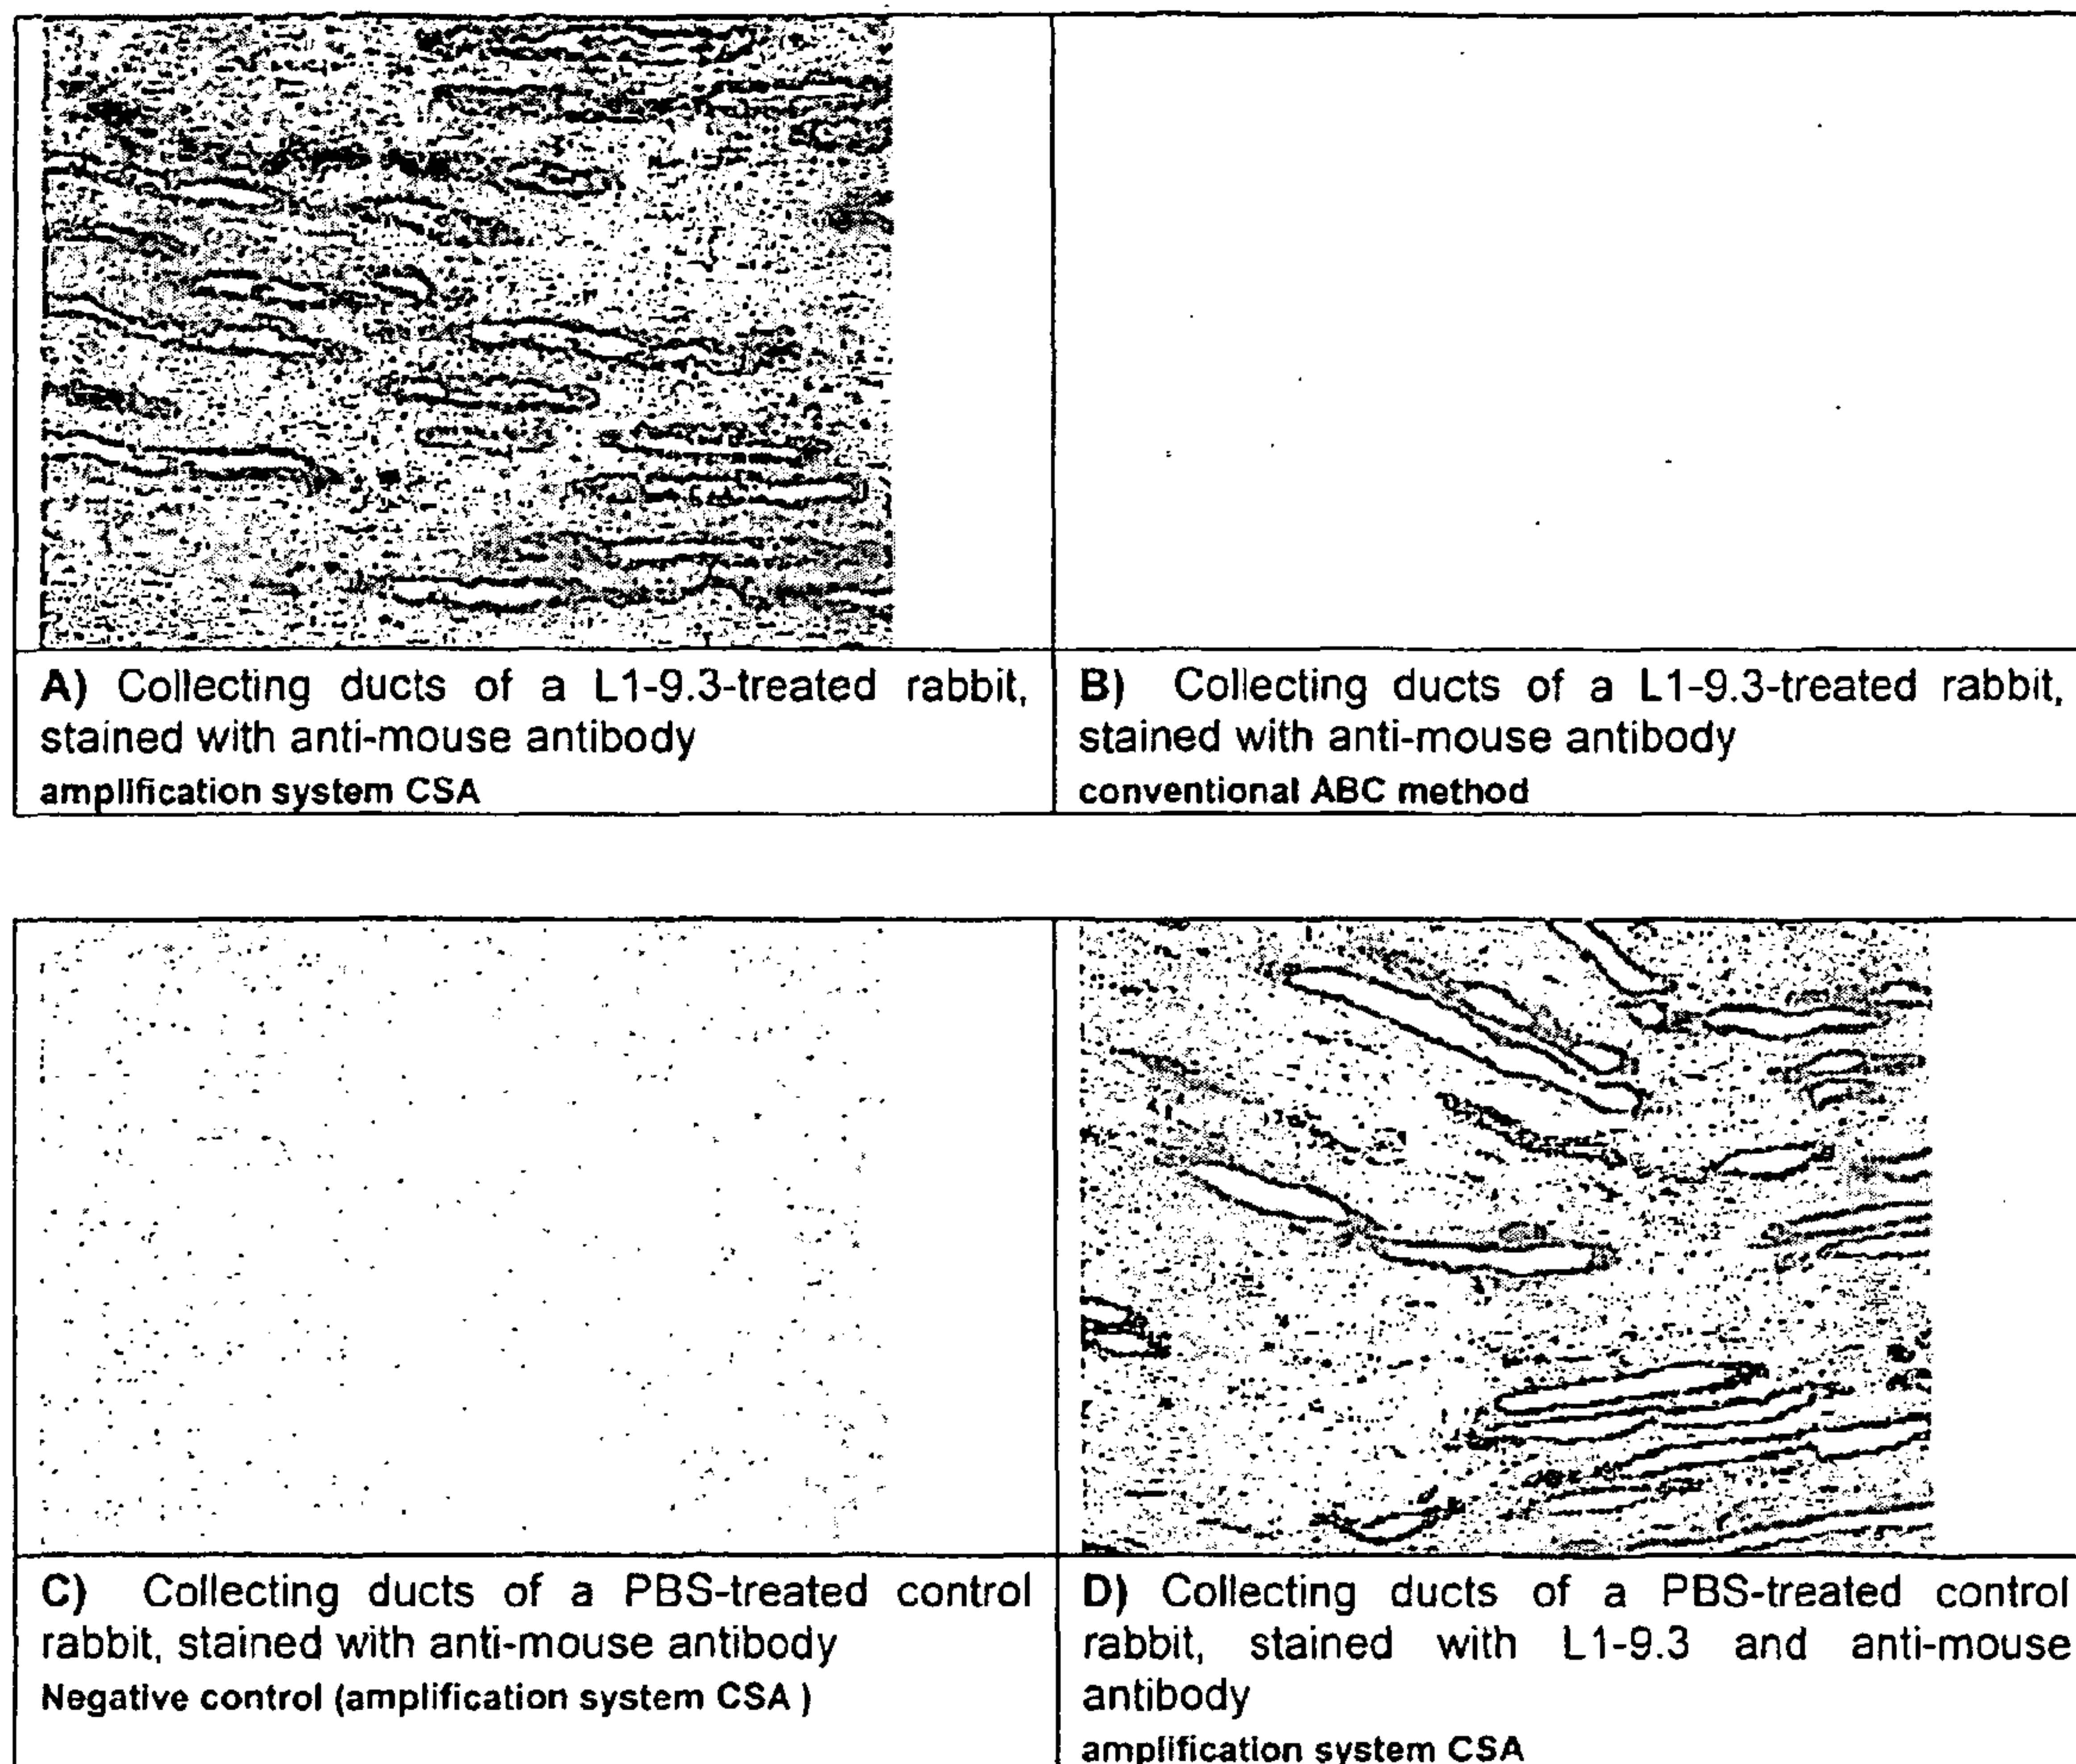 A) Collecting ducts of a L1-9.3-treated rabbit,
stained with anti-mouse antibody
amplification system CSA
B) Collecting ducts of a L1-9.3-treated rabbit,
stained with anti-mouse antibody
conventional ABC method
C) Collecting ducts of a PBS-treated control
rabbit, stained with anti-mouse antibody
Negative control (amplification system CSA )
D) Collecting ducts of a PBS-treated control
rabbit, stained with L1-9.3 and anti-mouse
antibody
amplification system CSA